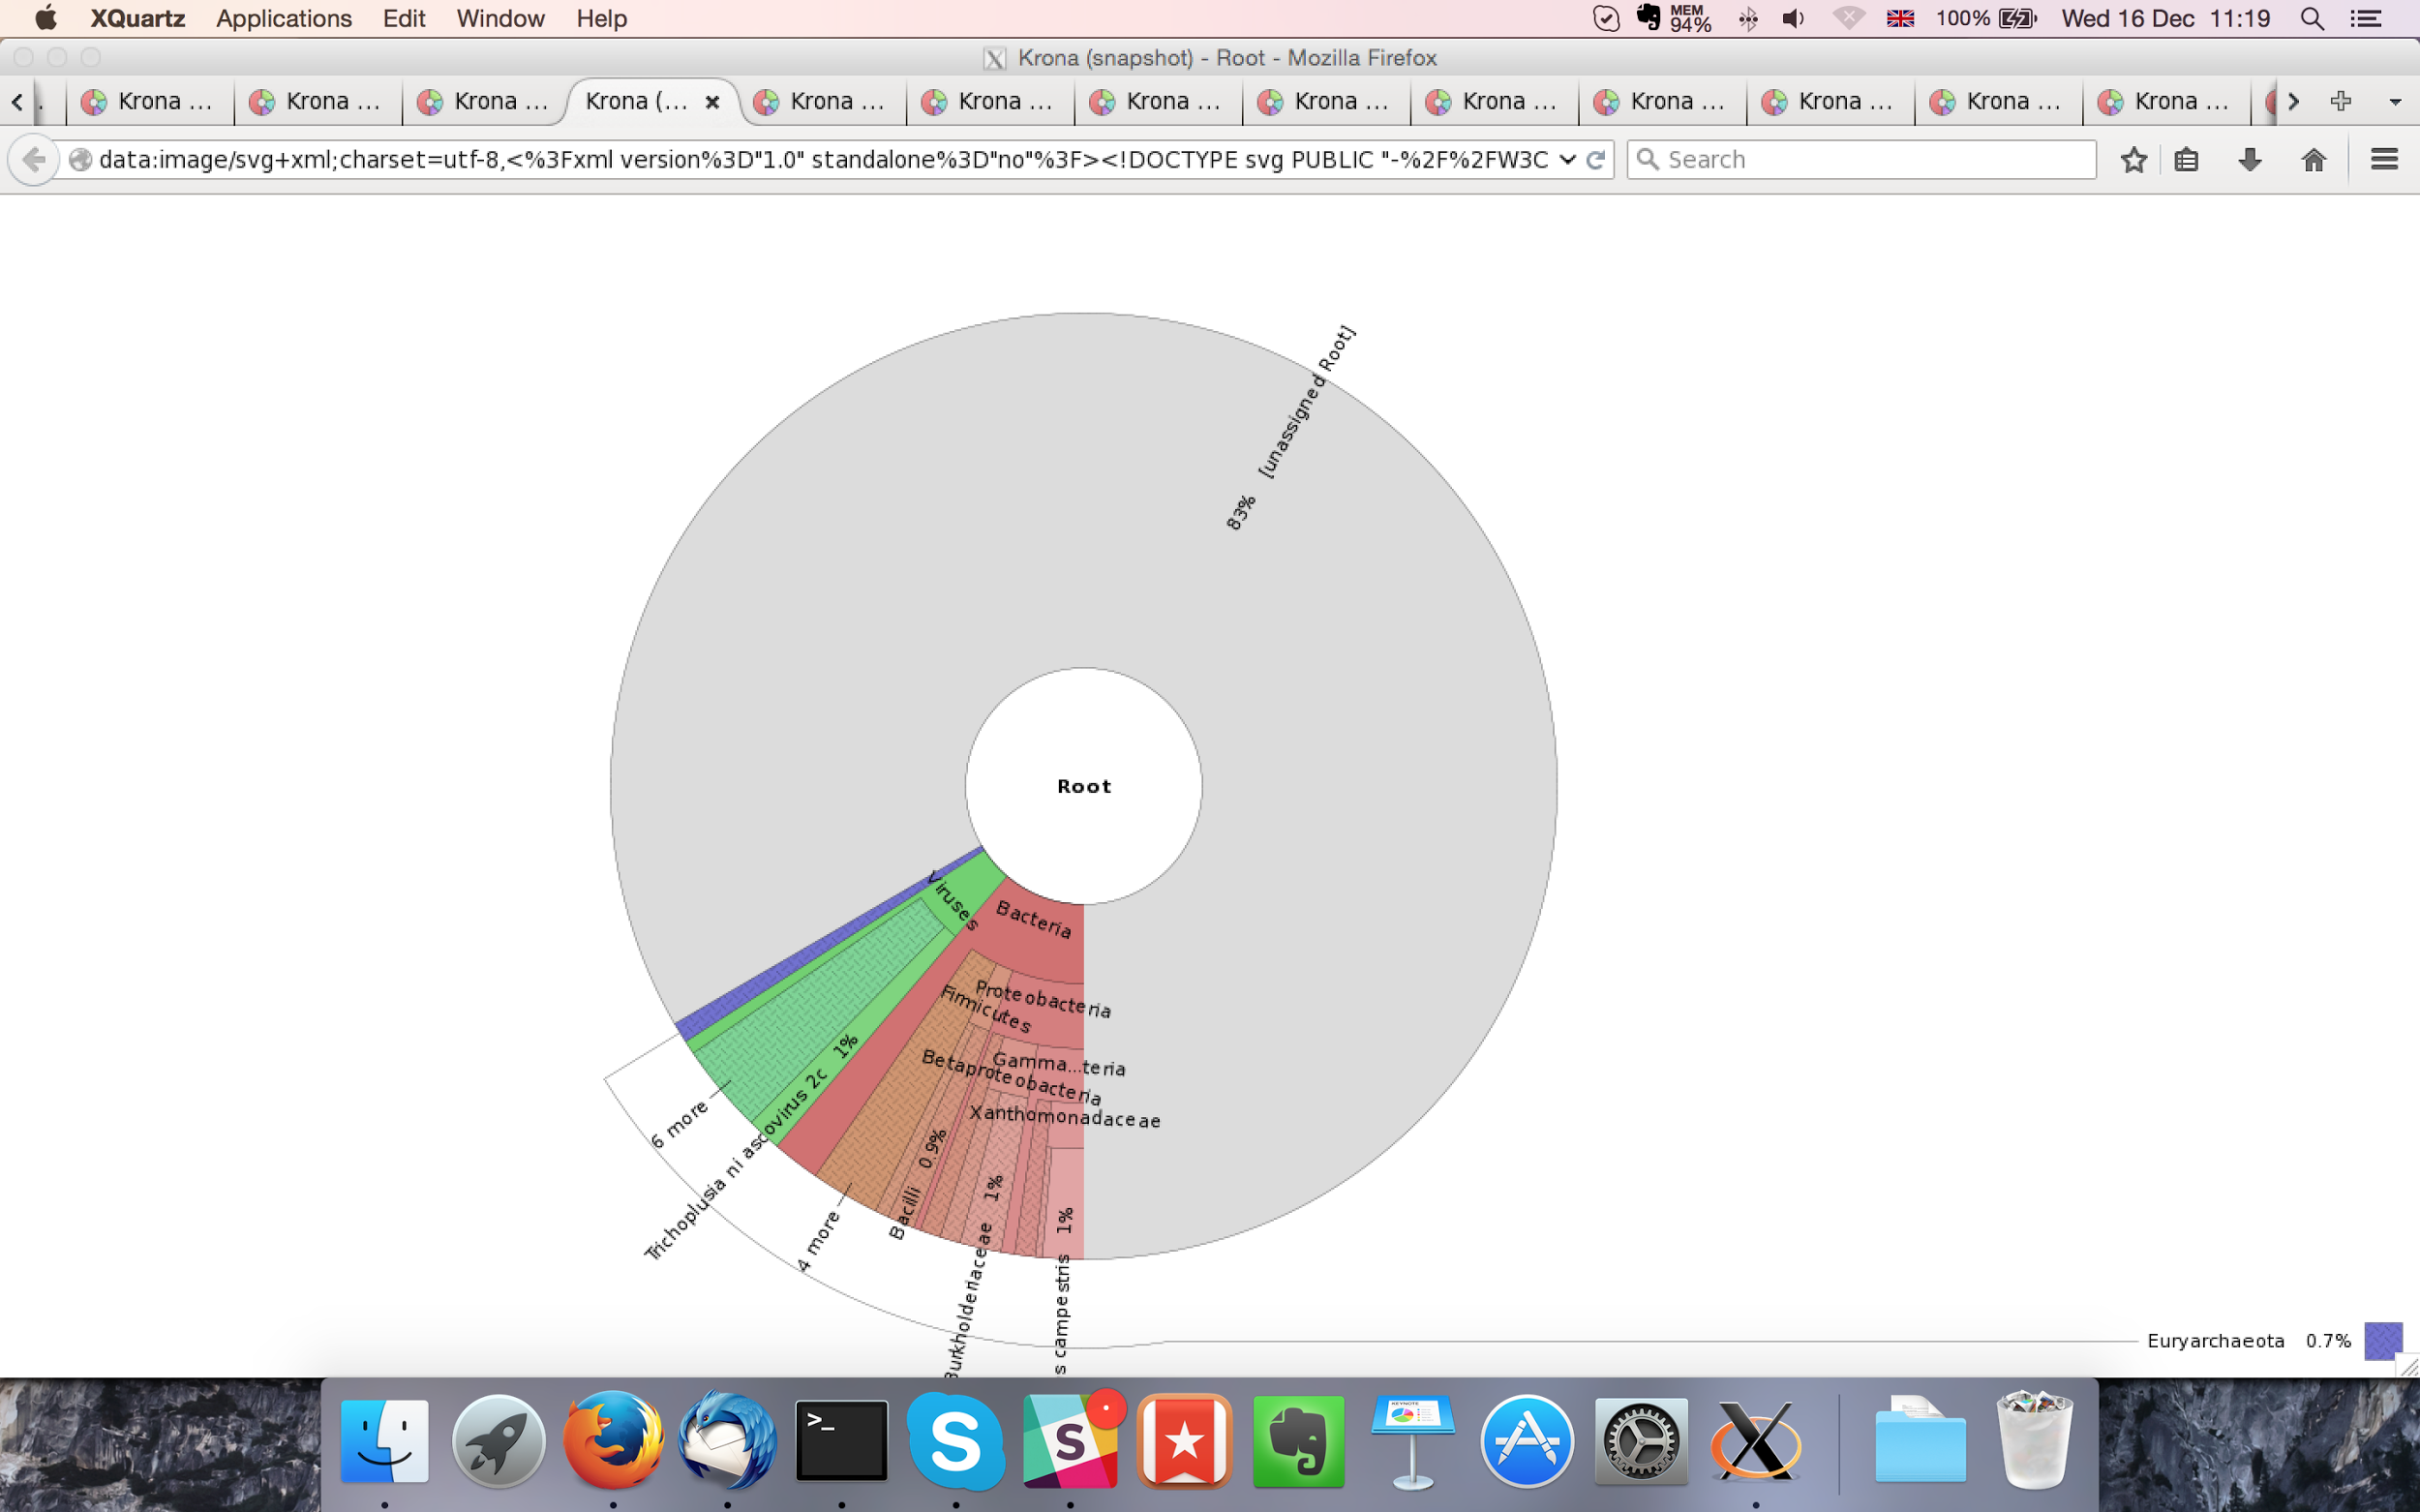 XQuartz Applications Edit Window Help MEM 94% 100% Wed 16 Dec 11:19
Krona (snapshot) - Root - Mozilla Firefox
Krona ... Krona ... Krona ... Krona (... Krona ... Krona ... Krona ... Krona ... Krona ... Krona ... Krona ... Krona ... Krona ...
data:image/svg+xml;charset=utf-8,<%3Fxml version%3D"1.0" standalone%3D"no"%3F><!DOCTYPE svg PUBLIC "-%2F%2FW3C Search
83% [unassigned Root]
Root
Viruses
Bacteria
Proteobacteria
Firmicutes
Gamma...teria
Betaproteobacteria
Xanthomonadaceae
6 more
Trichoplusia ni ascovirus 2c 1%
4 more
Bacilli 0.9%
Burkholderiaceae 1%
s campestris 1%
Euryarchaeota 0.7%